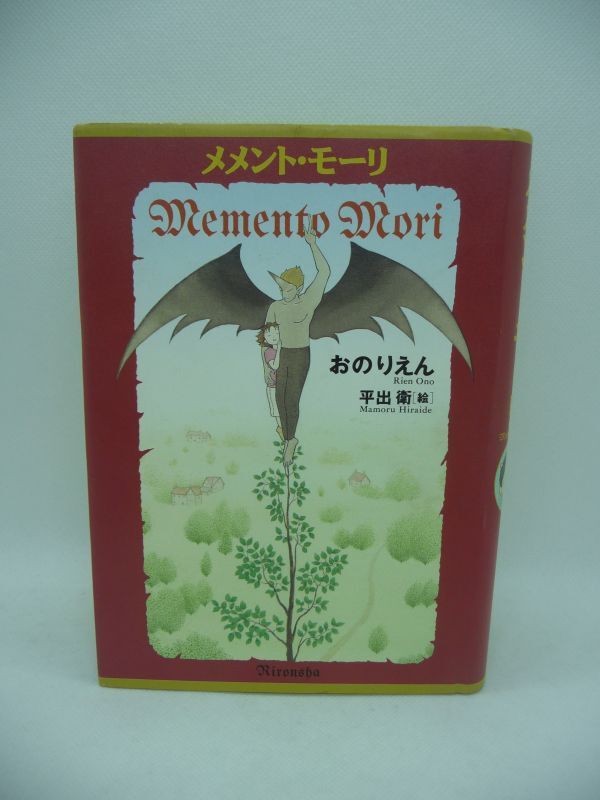 メメント・モーリ
Memento Mori
おのりえん
Rien Ono
平出 衛[絵]
Mamoru Hiraide
Rironsha